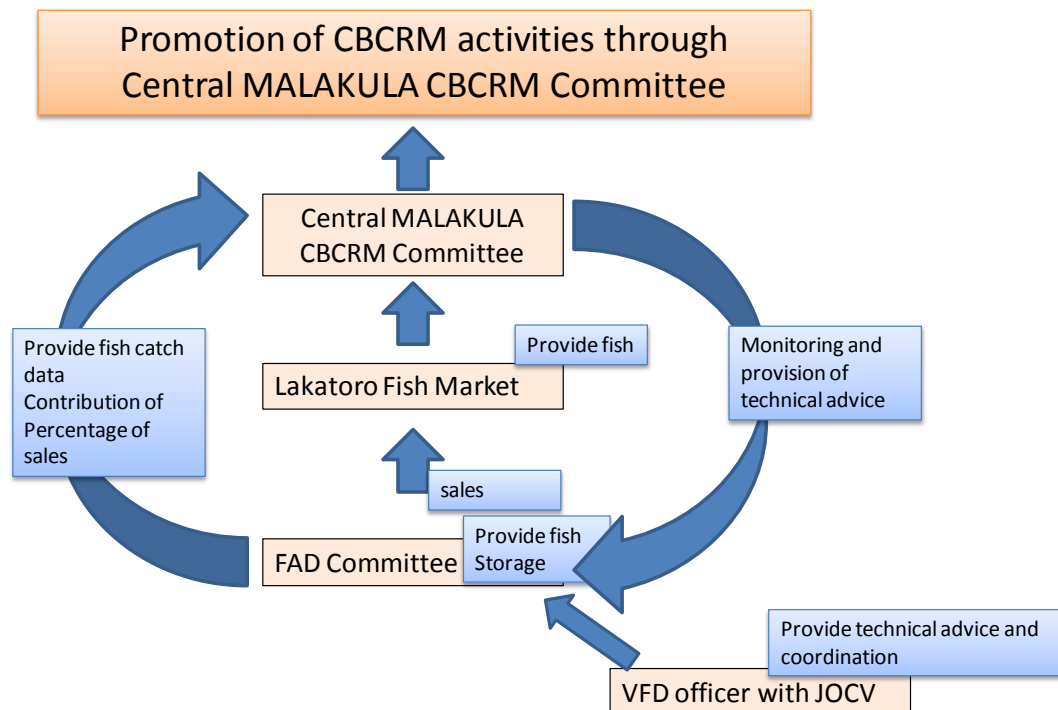 Promotion of CBCRM activities through
Central MALAKULA CBCRM Committee
Central MALAKULA
CBCRM Committee
Provide fish catch
data
Contribution of
Percentage of
sales
Provide fish
Lakatoro Fish Market
Monitoring and
provision of
technical advice
sales
Provide fish
Storage
FAD Committee
Provide technical advice and
coordination
VFD officer with JOCV